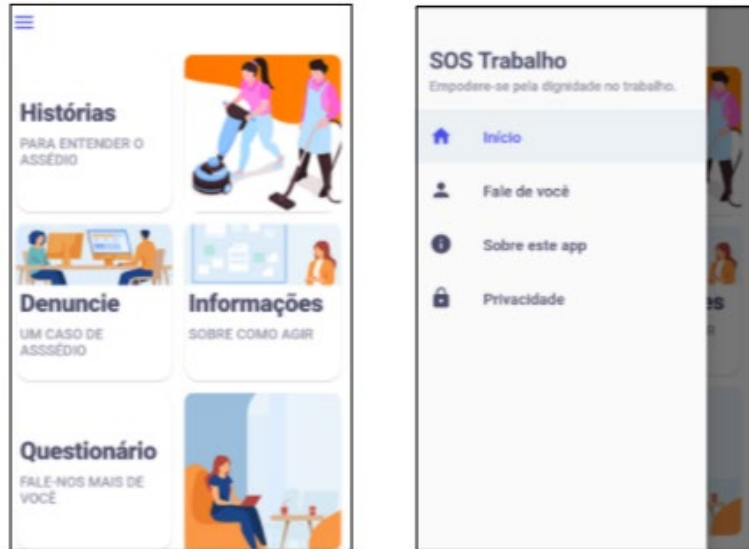 Histórias
PARA ENTENDER O
ASSÉDIO
Denuncie
UM CASO DE
ASSSÉDIO
Informações
SOBRE COMO AGIR
Questionário
FALE-NOS MAIS DE
VOCÊ
SOS Trabalho
Empodere-se pela dignidade no trabalho.
Início
Fale de você
Sobre este app
Privacidade
es
R